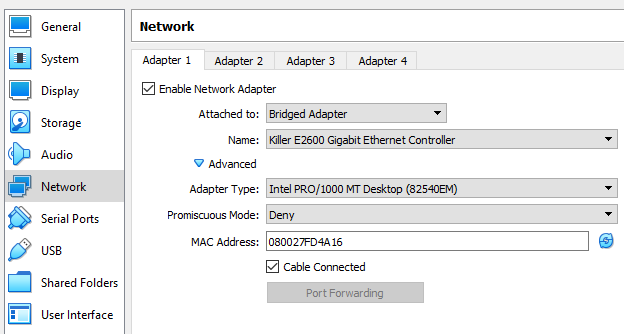 General
System
Display
Storage
Audio
Network
Serial Ports
USB
Shared Folders
User Interface
Network
Adapter 1 Adapter 2 Adapter 3 Adapter 4
Enable Network Adapter
Attached to: Bridged Adapter
Name: Killer E2600 Gigabit Ethernet Controller
Advanced
Adapter Type: Intel PRO/1000 MT Desktop (82540EM)
Promiscuous Mode: Deny
MAC Address: 080027FD4A16
Cable Connected
Port Forwarding